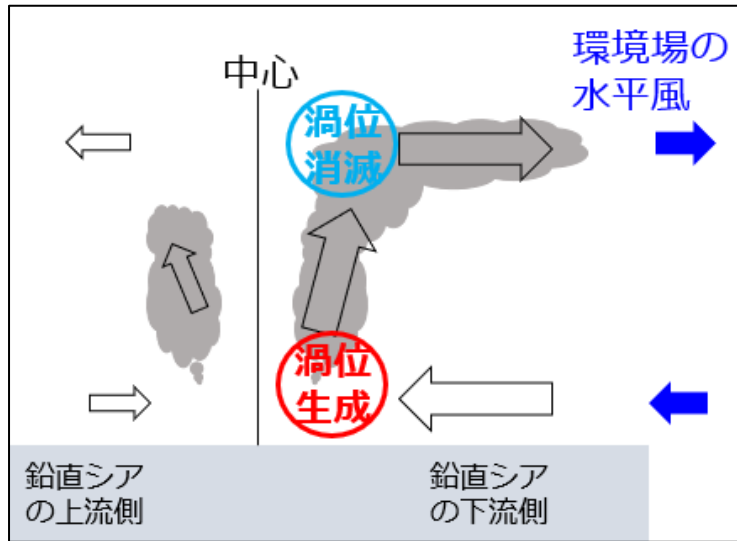 環境場の
水平風
中心
渦位
消滅
渦位
生成
鉛直シア
の上流側
鉛直シア
の下流側